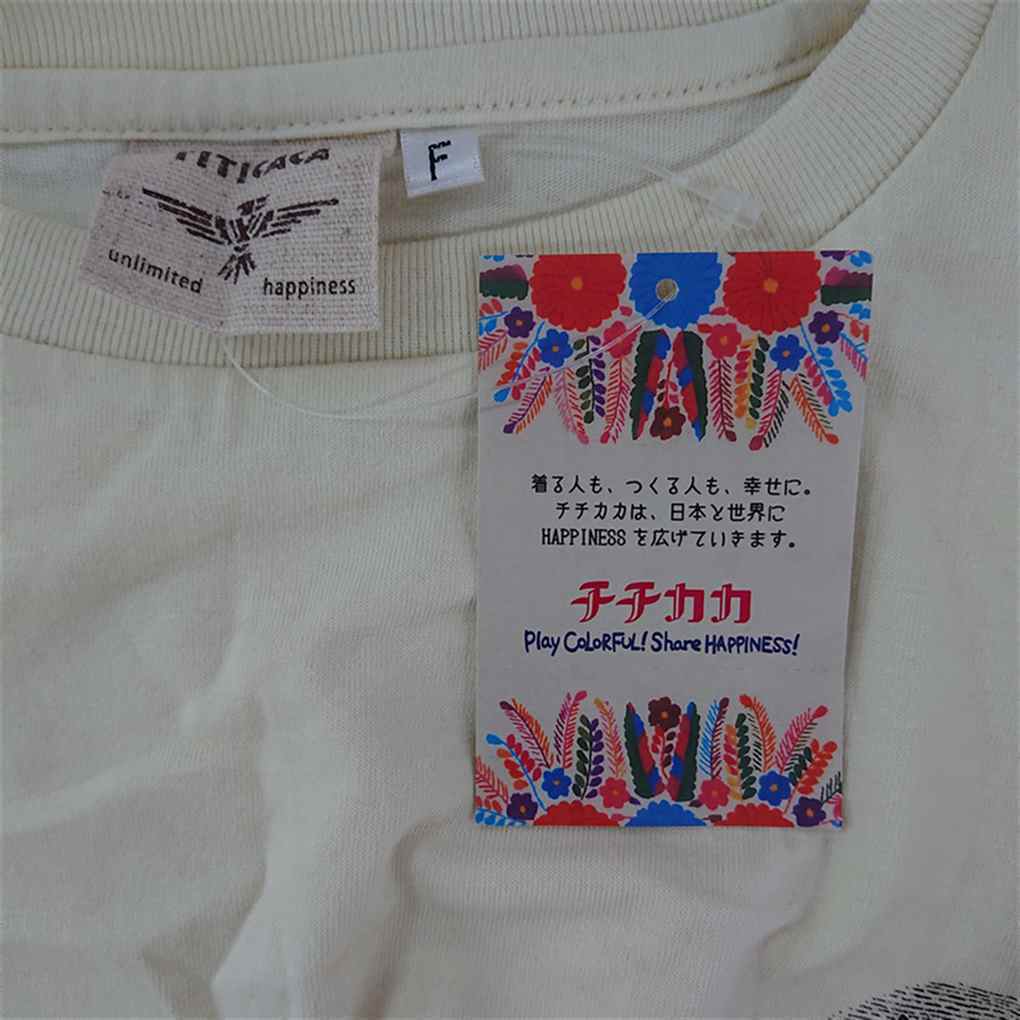 TITICACA
F
unlimited happiness
着る人も、つくる人も、幸せに。
チチカカは、日本と世界に
HAPPINESS を広げていきます。
チチカカ
Play COLORFUL! Share HAPPINESS!